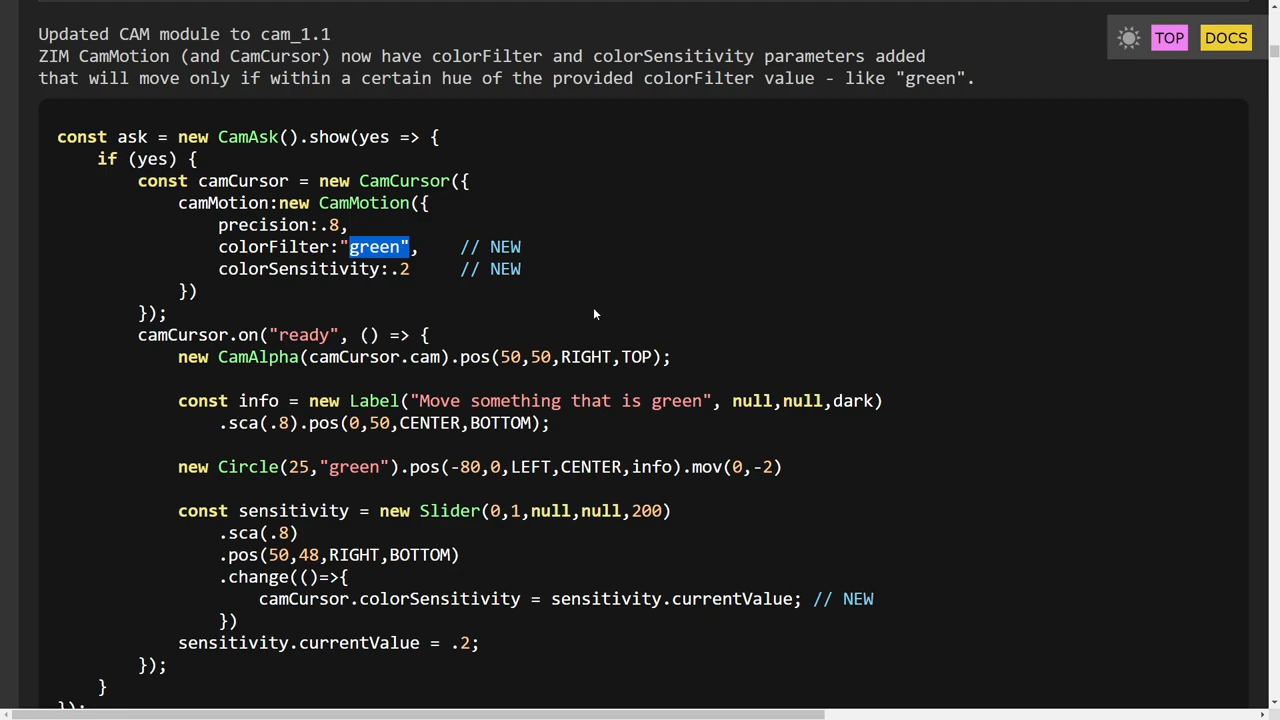 Updated CAM module to cam_1.1
TOP
DOCS
ZIM CamMotion (and CamCursor) now have colorFilter and colorSensitivity parameters added
that will move only if within a certain hue of the provided colorFilter value - like "green".
const ask = new CamAsk().show(yes => {
    if (yes) {
        const camCursor = new CamCursor({
            camMotion:new CamMotion({
                precision:.8,
                colorFilter:"green",    // NEW
                colorSensitivity:.2     // NEW
            })
        });
        camCursor.on("ready", () => {
            new CamAlpha(camCursor.cam).pos(50,50,RIGHT,TOP);
            const info = new Label("Move something that is green", null,null,dark)
                .sca(.8).pos(0,50,CENTER,BOTTOM);
            new Circle(25,"green").pos(-80,0,LEFT,CENTER,info).mov(0,-2)
            const sensitivity = new Slider(0,1,null,null,200)
                .sca(.8)
                .pos(50,48,RIGHT,BOTTOM)
                .change(()=>{
                    camCursor.colorSensitivity = sensitivity.currentValue; // NEW
                })
            sensitivity.currentValue = .2;
        });
    }
});